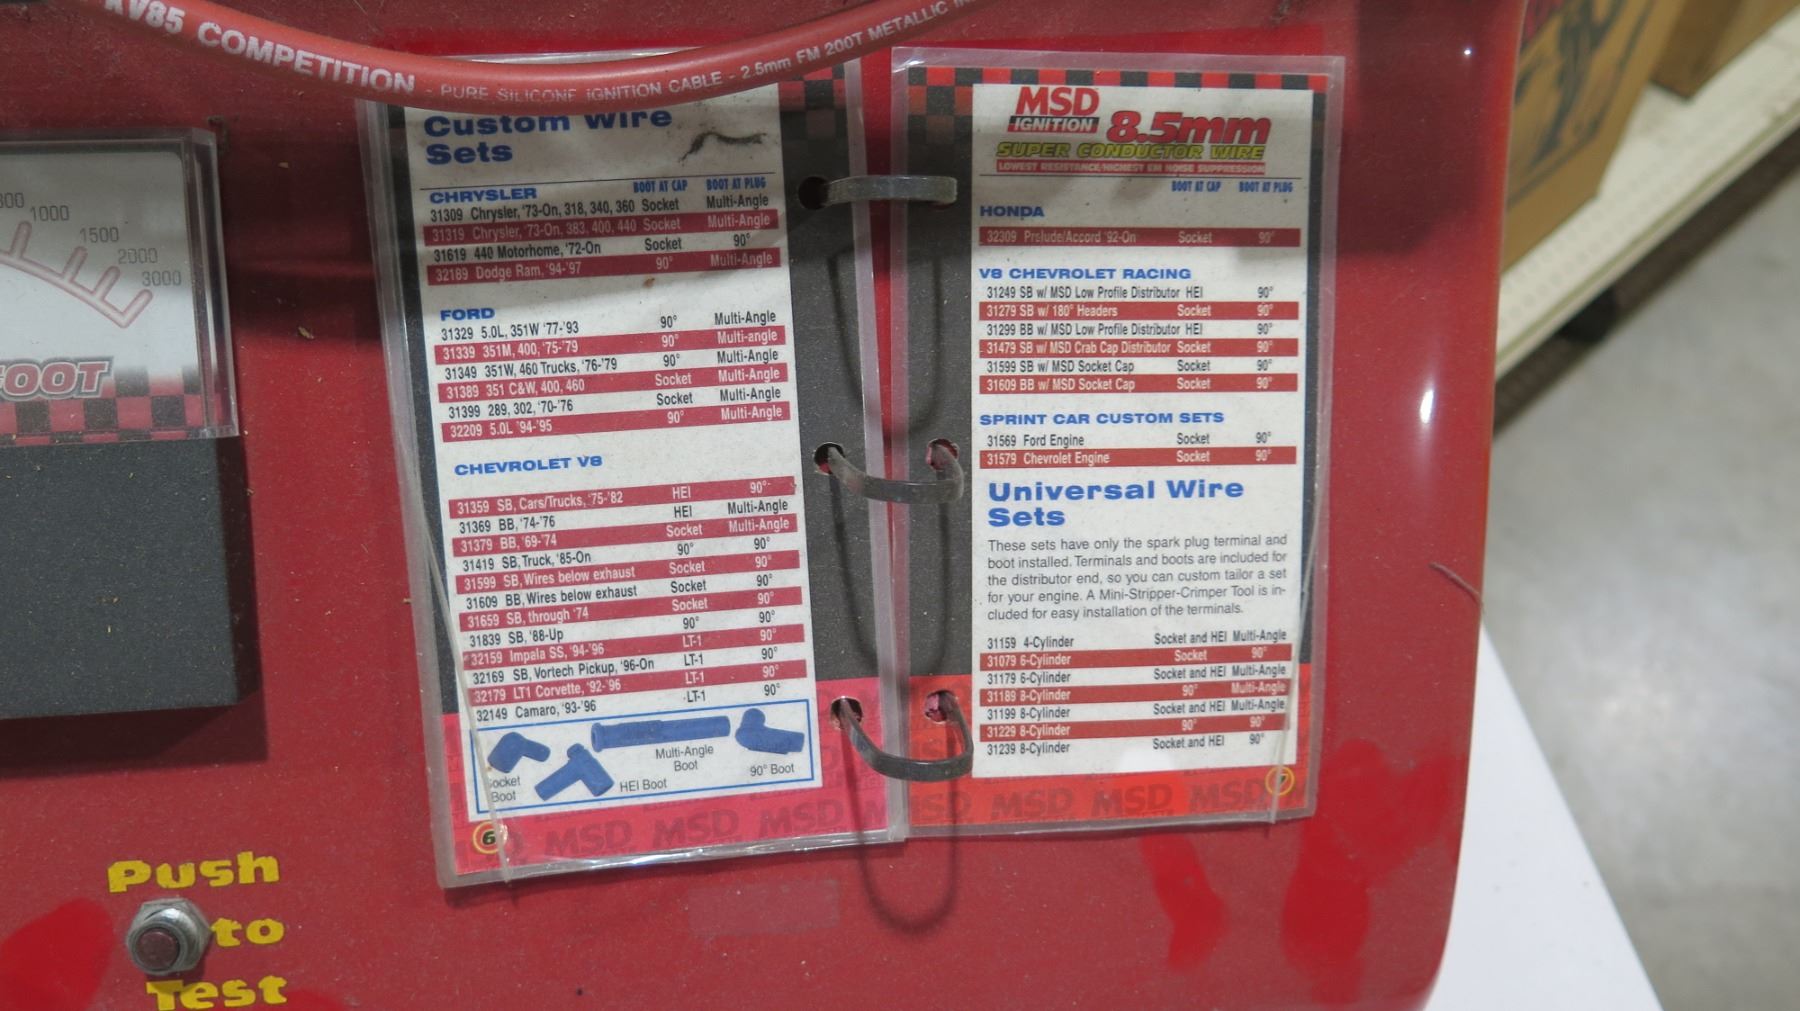 KV85 COMPETITION - PURE SILICONE IGNITION CABLE - 2.5mm FM 200T METALLIC
1000
1500
2000
3000
FOOT
Push
to
Test
Custom Wire
Sets
BOOT AT CAP BOOT AT PLUG
CHRYSLER
31309 Chrysler, '73-On, 318, 340, 360 Socket Multi-Angle
31319 Chrysler, '73-On, 383, 400, 440 Socket Multi-Angle
31619 440 Motorhome, '72-On Socket 90°
32189 Dodge Ram, '94-'97 90° Multi-Angle
FORD
31329 5.0L, 351W '77-'93 90° Multi-Angle
31339 351M, 400, '75-'79 90° Multi-angle
31349 351W, 460 Trucks, '76-'79 90° Multi-Angle
31389 351 C&W, 400, 460 Socket Multi-Angle
31399 289, 302, '70-'76 Socket Multi-Angle
32209 5.0L '94-'95 90° Multi-Angle
CHEVROLET V8
31359 SB, Cars/Trucks, '75-'82 HEI 90°
31369 BB, '74-'76 HEI Multi-Angle
31379 BB, '69-'74 Socket Multi-Angle
31419 SB, Truck, '85-On 90° 90°
31599 SB, Wires below exhaust Socket 90°
31609 BB, Wires below exhaust Socket 90°
31659 SB, through '74 Socket 90°
31839 SB, '88-Up 90° 90°
32159 Impala SS, '94-'96 LT-1 90°
32169 SB, Vortech Pickup, '96-On LT-1 90°
32179 LT1 Corvette, '92-'96 LT-1 90°
32149 Camaro, '93-'96 LT-1 90°
Socket
Boot
HEI Boot
Multi-Angle
Boot
90° Boot
6
MSD MSD MSD
MSD
IGNITION
8.5mm
SUPER CONDUCTOR WIRE
LOWEST RESISTANCE/HIGHEST EM NOISE SUPPRESSION
BOOT AT CAP BOOT AT PLUG
HONDA
32309 Prelude/Accord '92-On Socket 90°
V8 CHEVROLET RACING
31249 SB w/ MSD Low Profile Distributor HEI 90°
31279 SB w/ 180° Headers Socket 90°
31299 BB w/ MSD Low Profile Distributor HEI 90°
31479 SB w/ MSD Crab Cap Distributor Socket 90°
31599 SB w/ MSD Socket Cap Socket 90°
31609 BB w/ MSD Socket Cap Socket 90°
SPRINT CAR CUSTOM SETS
31569 Ford Engine Socket 90°
31579 Chevrolet Engine Socket 90°
Universal Wire
Sets
These sets have only the spark plug terminal and
boot installed. Terminals and boots are included for
the distributor end, so you can custom tailor a set
for your engine. A Mini-Stripper-Crimper Tool is in-
cluded for easy installation of the terminals.
31159 4-Cylinder Socket and HEI Multi-Angle
31079 6-Cylinder Socket 90°
31179 6-Cylinder Socket and HEI Multi-Angle
31189 8-Cylinder 90° Multi-Angle
31199 8-Cylinder Socket and HEI Multi-Angle
31229 8-Cylinder 90° 90°
31239 8-Cylinder Socket and HEI 90°
7
MSD MSD MSD MSD